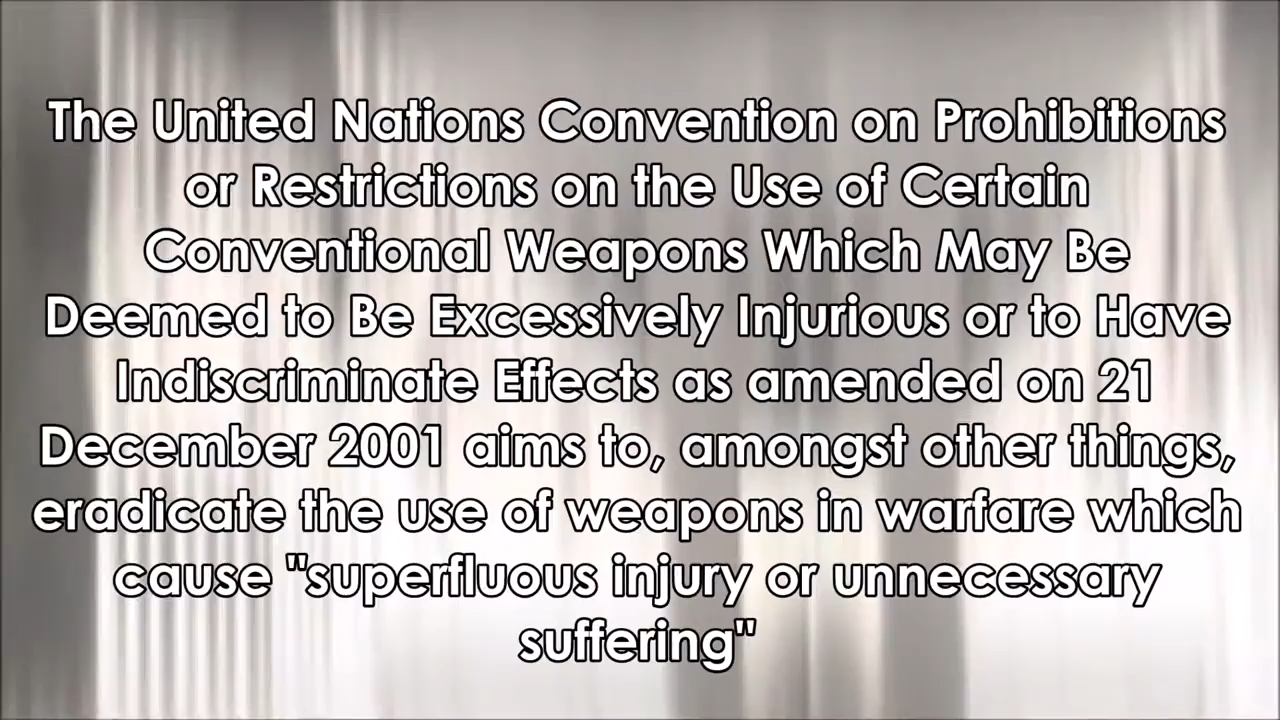 The United Nations Convention on Prohibitions
or Restrictions on the Use of Certain
Conventional Weapons Which May Be
Deemed to Be Excessively Injurious or to Have
Indiscriminate Effects as amended on 21
December 2001 aims to, amongst other things,
eradicate the use of weapons in warfare which
cause "superfluous injury or unnecessary
suffering"